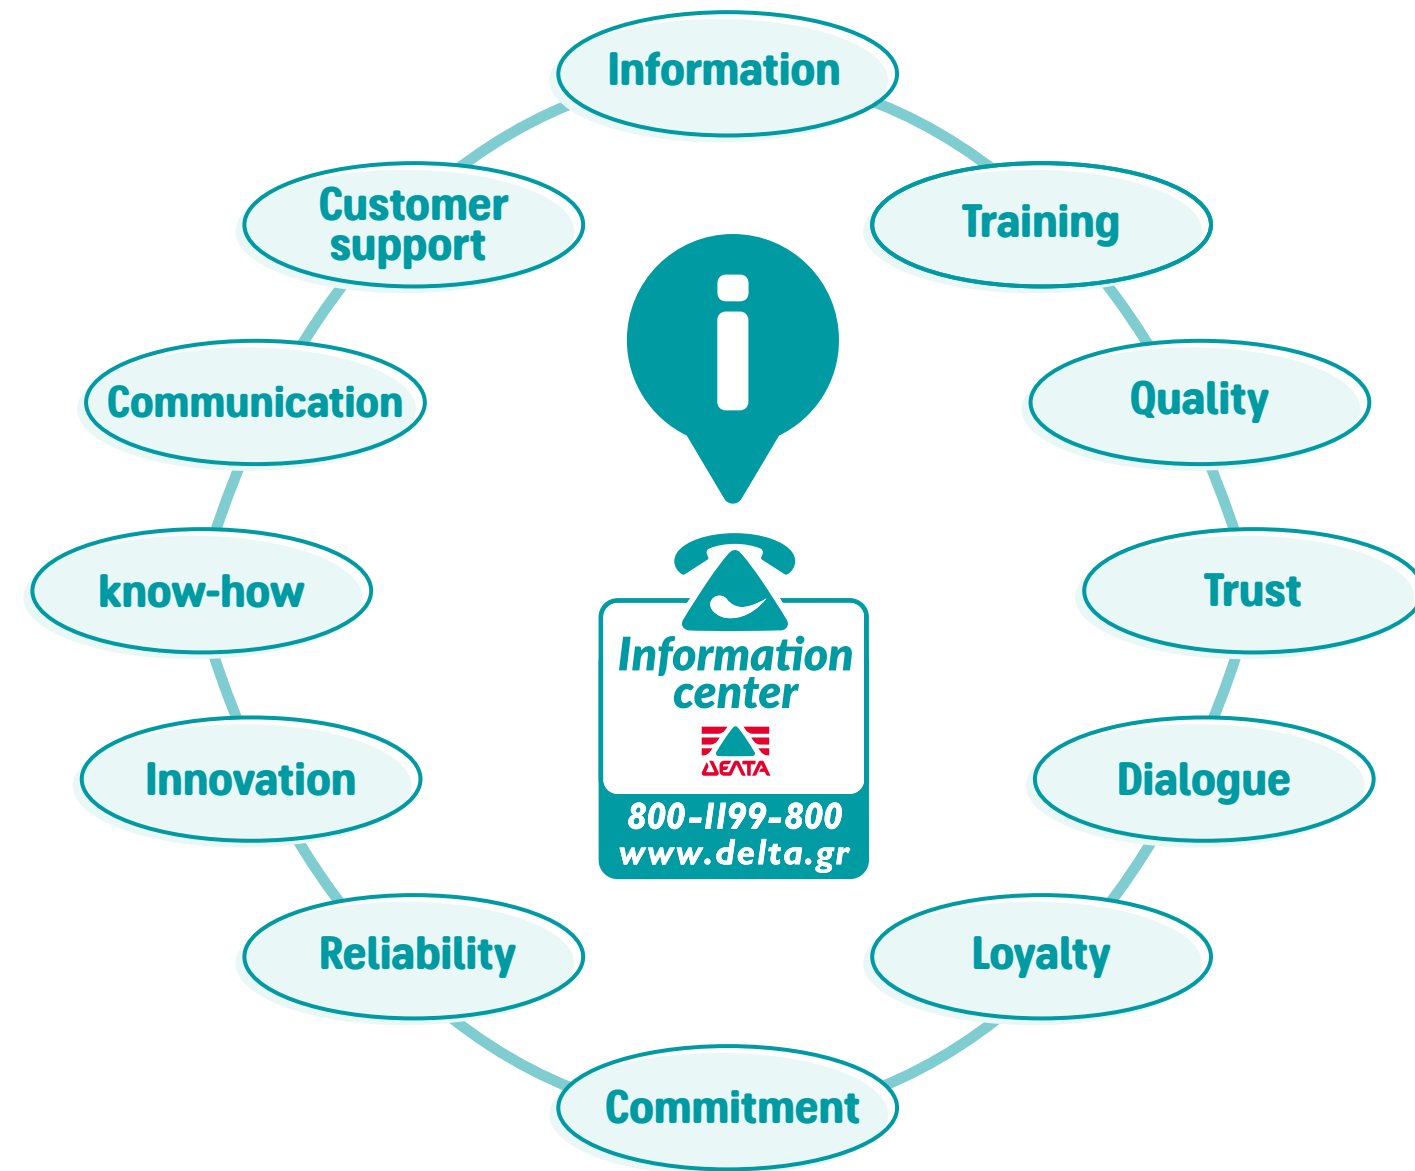 Information
Customer
support
Training
Communication
Quality
know-how
Trust
Information
center
ΔΕΛΤΑ
Innovation
Dialogue
800-1199-800
www.delta.gr
Reliability
Loyalty
Commitment